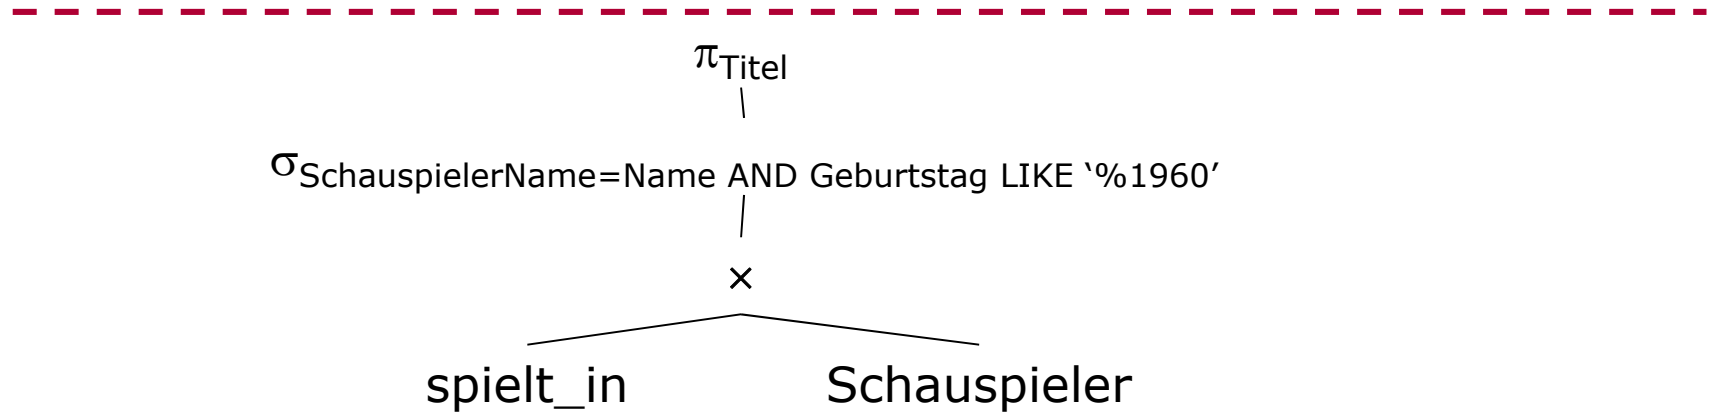 πTitel
σSchauspielerName=Name AND Geburtstag LIKE ‘%1960’
×
spielt_in Schauspieler